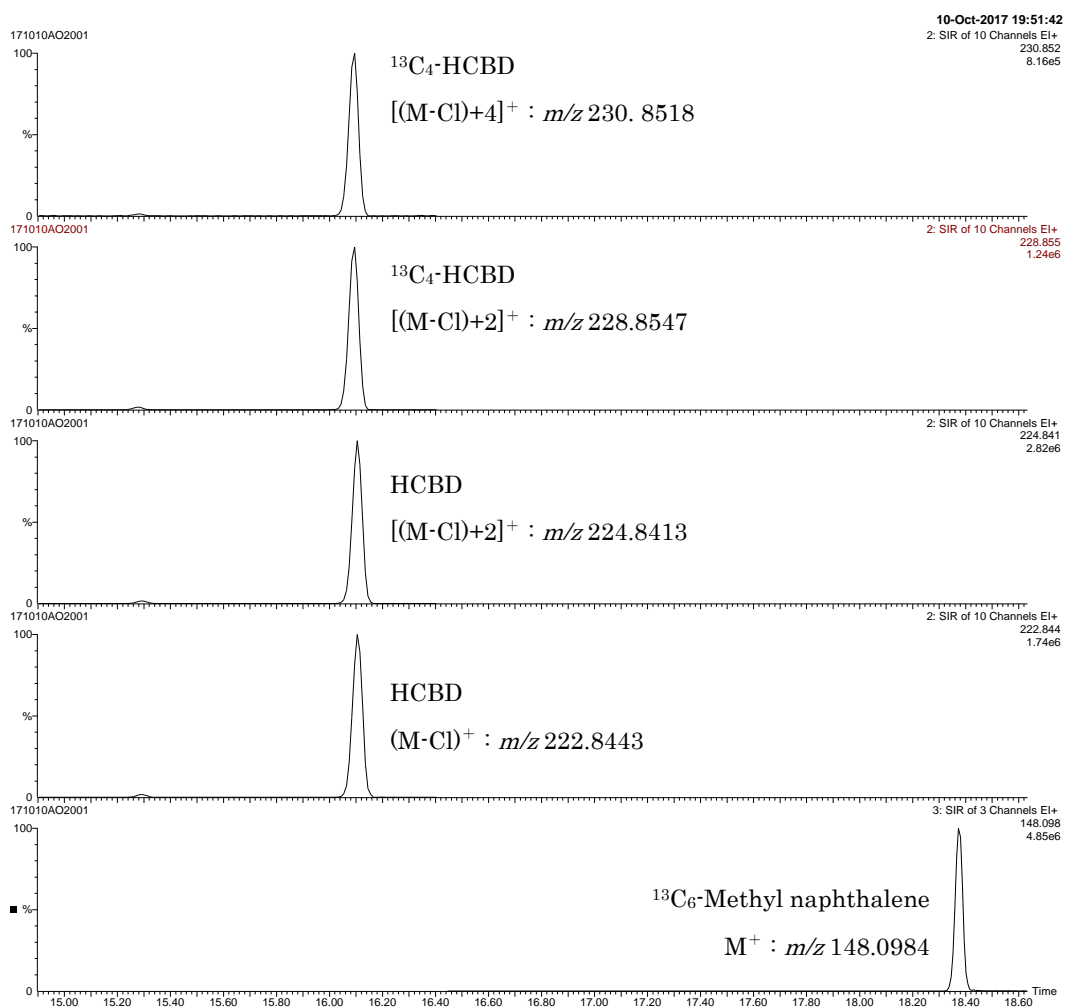 10-Oct-2017 19:51:42
171010AO2001
2: SIR of 10 Channels EI+
230.852
8.16e5
100
%
0
¹³C₄-HCBD
[(M-Cl)+4]⁺ : m/z 230. 8518
171010AO2001
2: SIR of 10 Channels EI+
228.855
1.24e6
100
%
0
¹³C₄-HCBD
[(M-Cl)+2]⁺ : m/z 228.8547
171010AO2001
2: SIR of 10 Channels EI+
224.841
2.82e6
100
%
0
HCBD
[(M-Cl)+2]⁺ : m/z 224.8413
171010AO2001
2: SIR of 10 Channels EI+
222.844
1.74e6
100
%
0
HCBD
(M-Cl)⁺ : m/z 222.8443
171010AO2001
3: SIR of 3 Channels EI+
148.098
4.85e6
100
%
0
¹³C₆-Methyl naphthalene
M⁺ : m/z 148.0984
Time
15.00 15.20 15.40 15.60 15.80 16.00 16.20 16.40 16.60 16.80 17.00 17.20 17.40 17.60 17.80 18.00 18.20 18.40 18.60